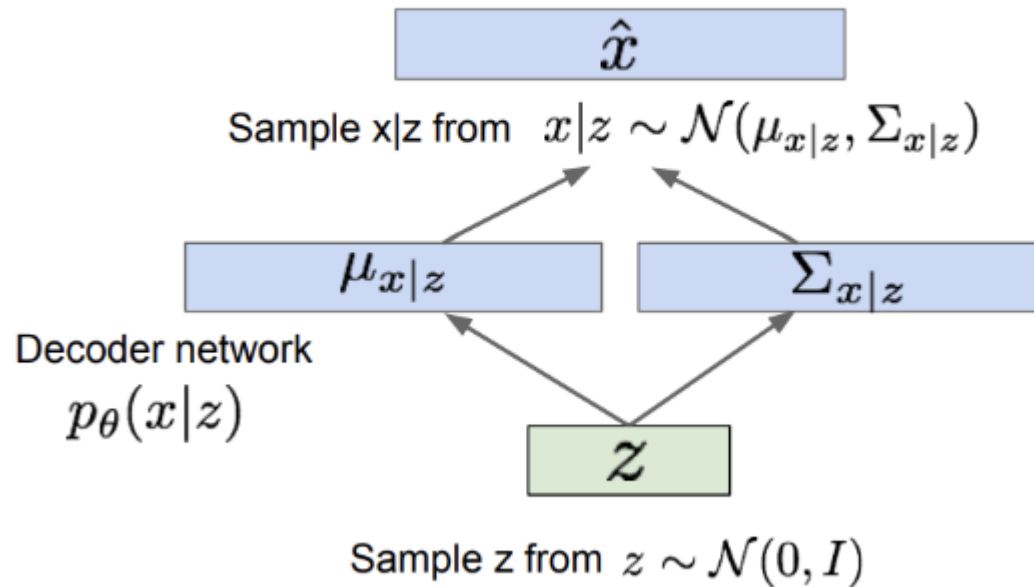 x̂
Sample x|z from x|z ∼ 𝒩(μ_{x|z}, Σ_{x|z})
μ_{x|z}
Σ_{x|z}
Decoder network
p_θ(x|z)
z
Sample z from z ∼ 𝒩(0, I)